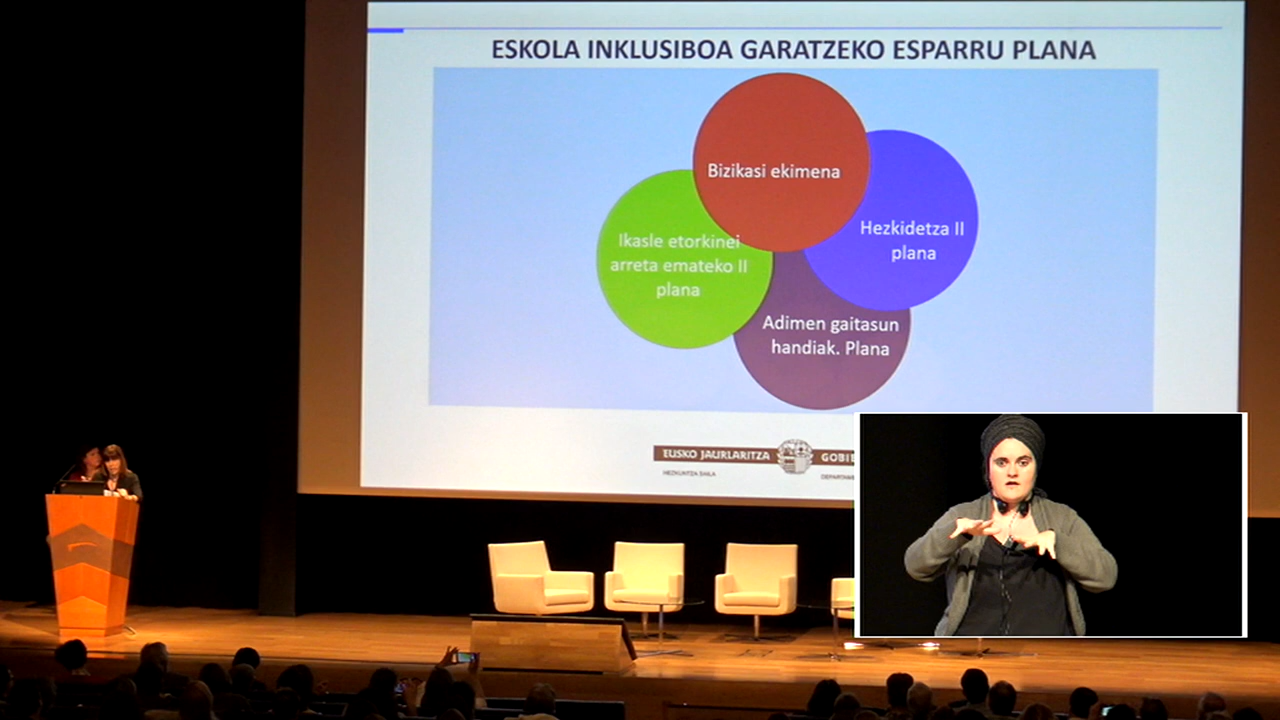 ESKOLA INKLUSIBOA GARATZEKO ESPARRU PLANA
Bizikasi ekimena
Hezkidetza II
plana
Ikasle etorkinei
arreta emateko II
plana
Adimen gaitasun
handiak. Plana
EUSKO JAURLARITZA
HEZKUNTZA SAILA